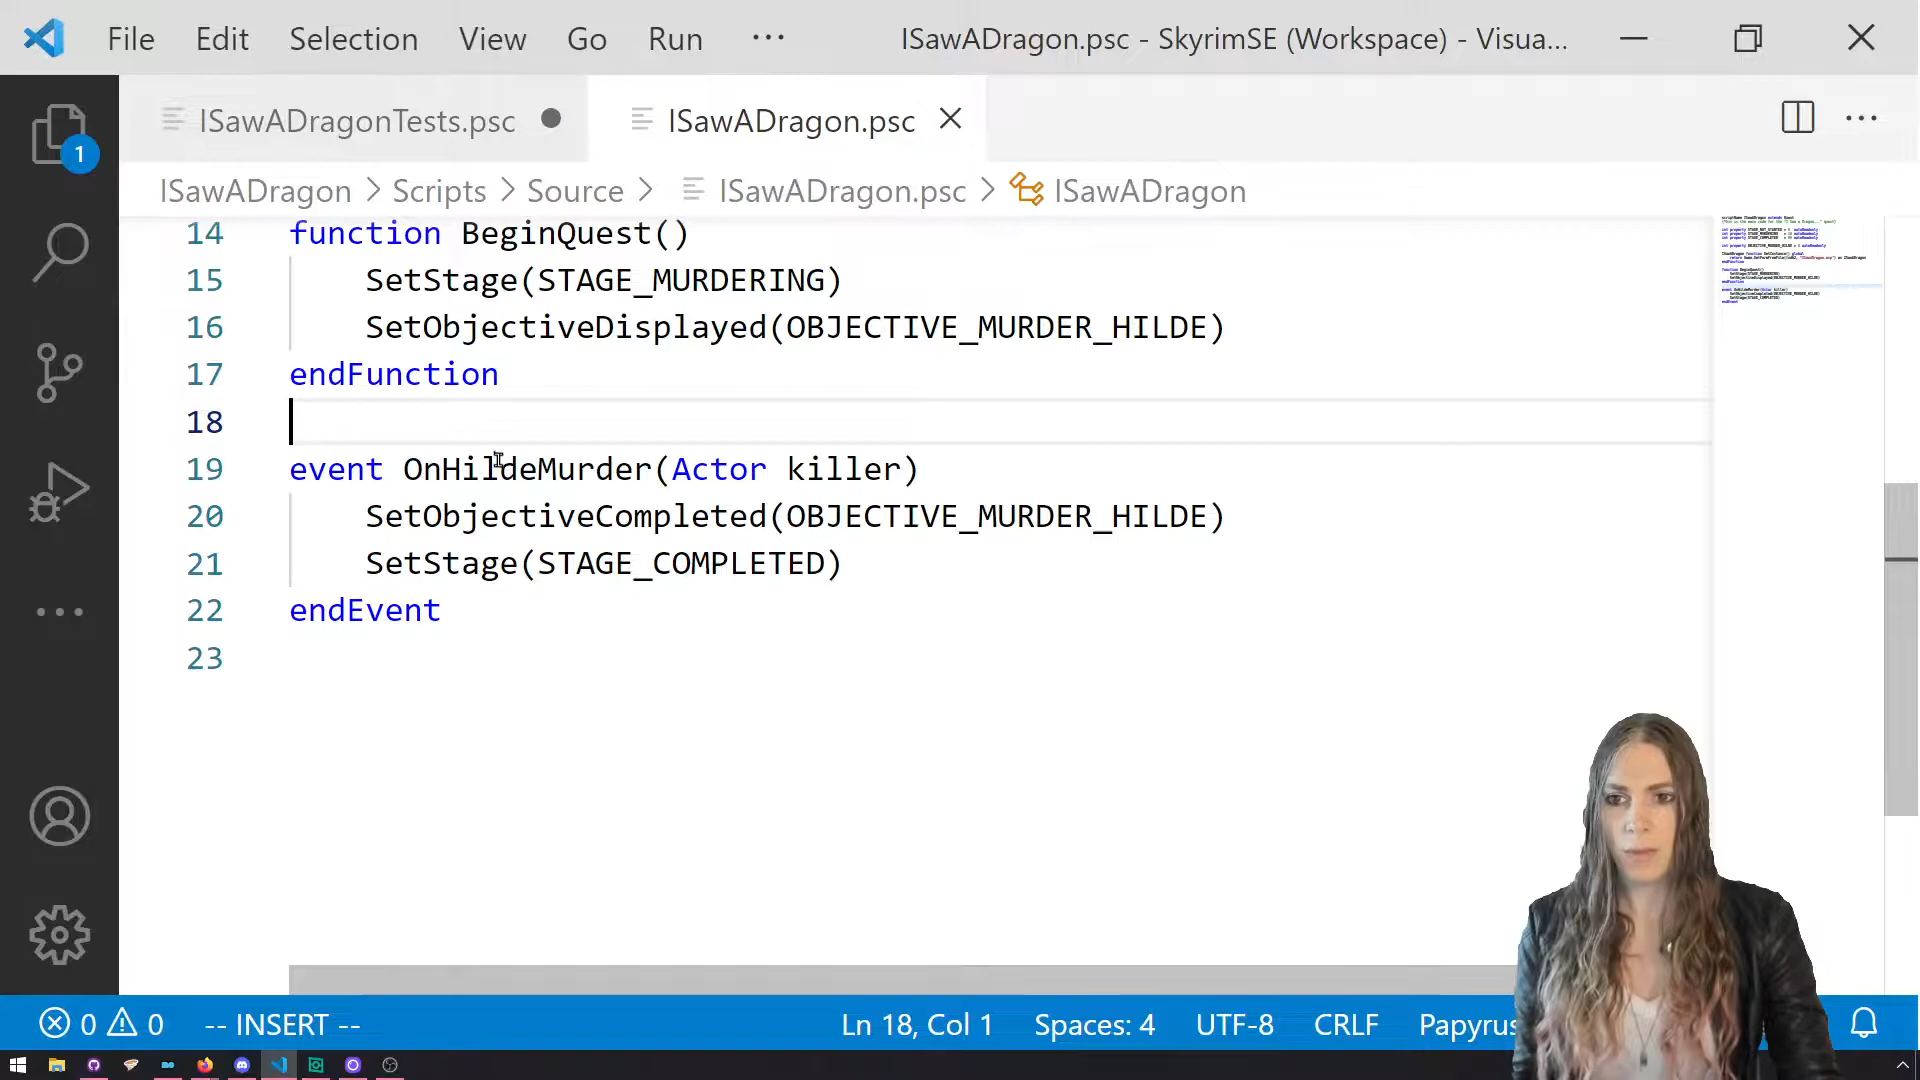 File Edit Selection View Go Run ··· ISawADragon.psc - SkyrimSE (Workspace) - Visua...
ISawADragonTests.psc ISawADragon.psc
1
ISawADragon > Scripts > Source > ISawADragon.psc > ISawADragon
14 function BeginQuest()
15 SetStage(STAGE_MURDERING)
16 SetObjectiveDisplayed(OBJECTIVE_MURDER_HILDE)
17 endFunction
18
19 event OnHildeMurder(Actor killer)
20 SetObjectiveCompleted(OBJECTIVE_MURDER_HILDE)
21 SetStage(STAGE_COMPLETED)
22 endEvent
23
0 0 -- INSERT -- Ln 18, Col 1 Spaces: 4 UTF-8 CRLF Papyrus